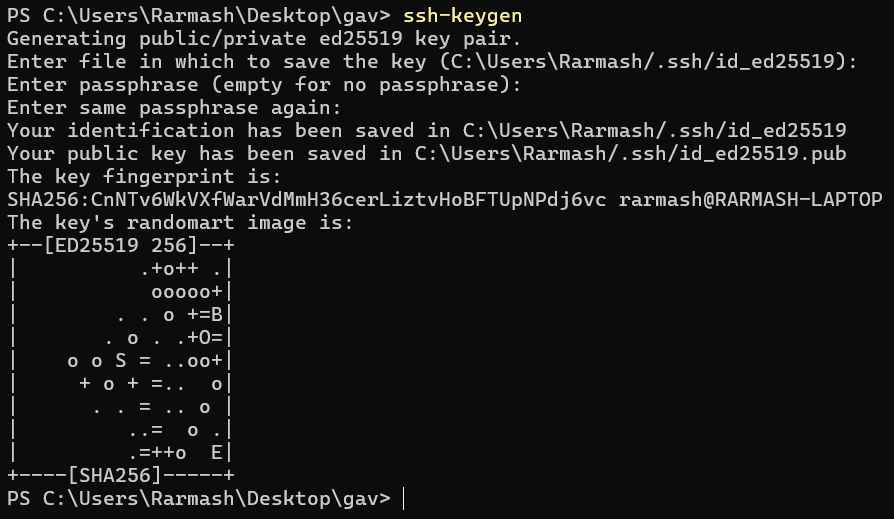 PS C:\Users\Rarmash\Desktop\gav> ssh-keygen
Generating public/private ed25519 key pair.
Enter file in which to save the key (C:\Users\Rarmash/.ssh/id_ed25519):
Enter passphrase (empty for no passphrase):
Enter same passphrase again:
Your identification has been saved in C:\Users\Rarmash/.ssh/id_ed25519
Your public key has been saved in C:\Users\Rarmash/.ssh/id_ed25519.pub
The key fingerprint is:
SHA256:CnNTv6WkVXfWarVdMmH36cerLiztvHoBFTUpNPdj6vc rarmash@RARMASH-LAPTOP
The key's randomart image is:
+--[ED25519 256]--+
|          .+o++ .|
|           ooooo+|
|        . . o +=B|
|       . o . .+O=|
|    o o S = ..oo+|
|     + o + =..  o|
|      . . = .. o |
|         ..=  o .|
|         .=++o  E|
+----[SHA256]-----+
PS C:\Users\Rarmash\Desktop\gav>